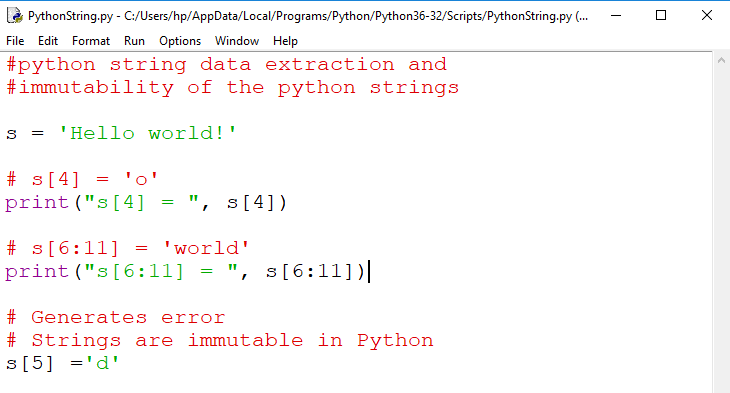 PythonString.py - C:/Users/hp/AppData/Local/Programs/Python/Python36-32/Scripts/PythonString.py (...
File Edit Format Run Options Window Help
#python string data extraction and
#immutability of the python strings
s = 'Hello world!'
# s[4] = 'o'
print("s[4] = ", s[4])
# s[6:11] = 'world'
print("s[6:11] = ", s[6:11])
# Generates error
# Strings are immutable in Python
s[5] ='d'